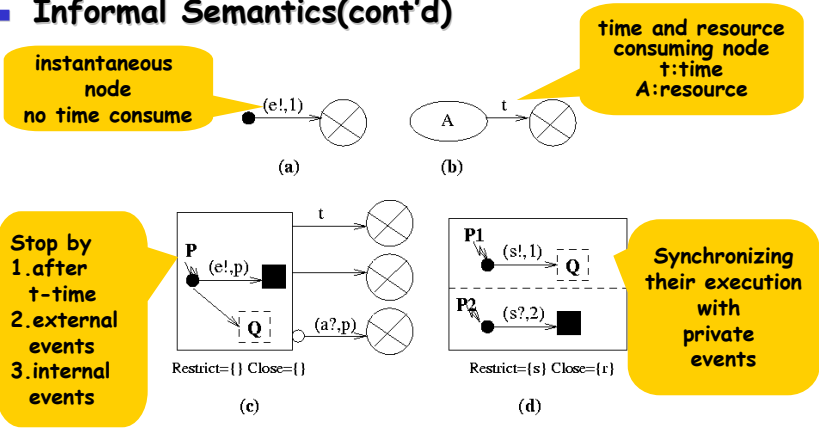 Informal Semantics(cont'd)
instantaneous
node
no time consume
time and resource
consuming node
t:time
A:resource
(e!,1)
A
t
(a)
(b)
Stop by
1.after
t-time
2.external
events
3.internal
events
t
P
(e!,p)
Q
(a?,p)
Restrict={} Close={}
(c)
P1
(s!,1)
Q
P2
(s?,2)
Restrict={s} Close={r}
(d)
Synchronizing
their execution
with
private
events